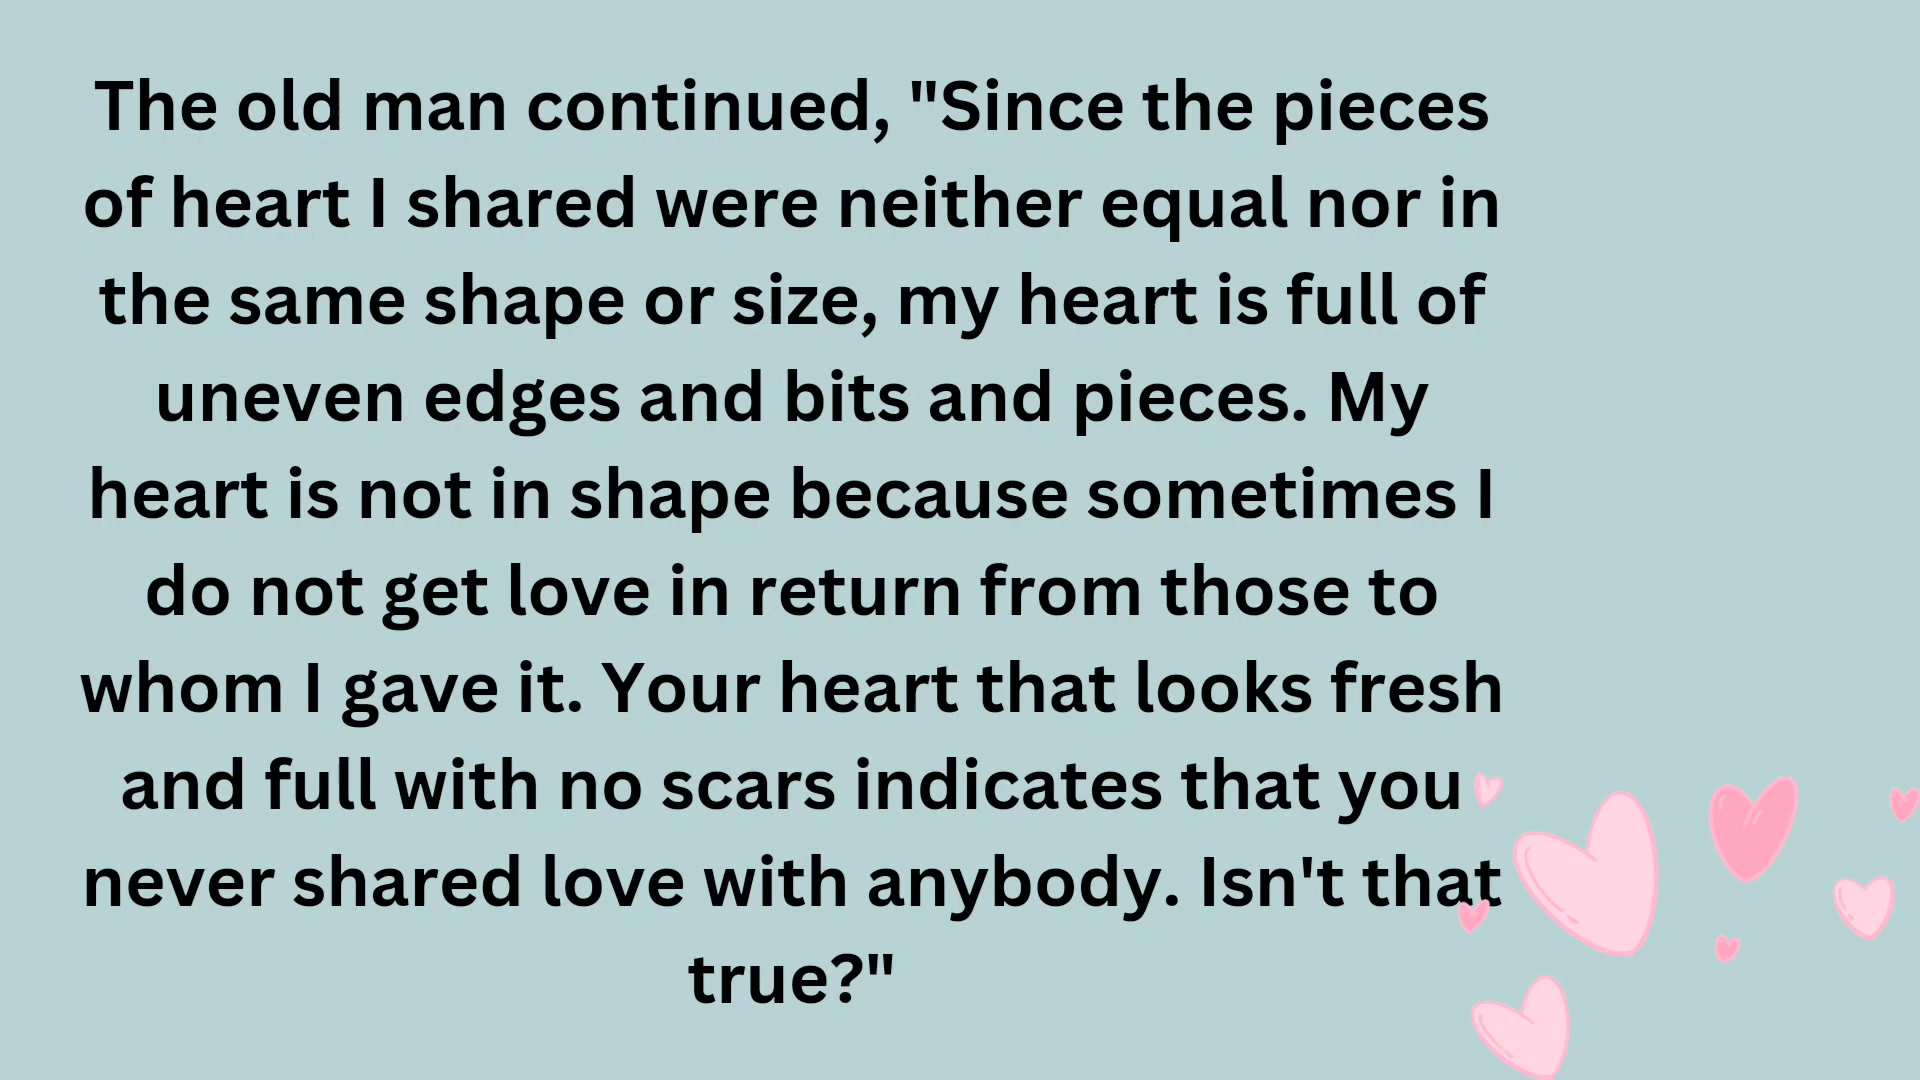 The old man continued, "Since the pieces
of heart I shared were neither equal nor in
the same shape or size, my heart is full of
uneven edges and bits and pieces. My
heart is not in shape because sometimes I
do not get love in return from those to
whom I gave it. Your heart that looks fresh
and full with no scars indicates that you
never shared love with anybody. Isn't that
true?"